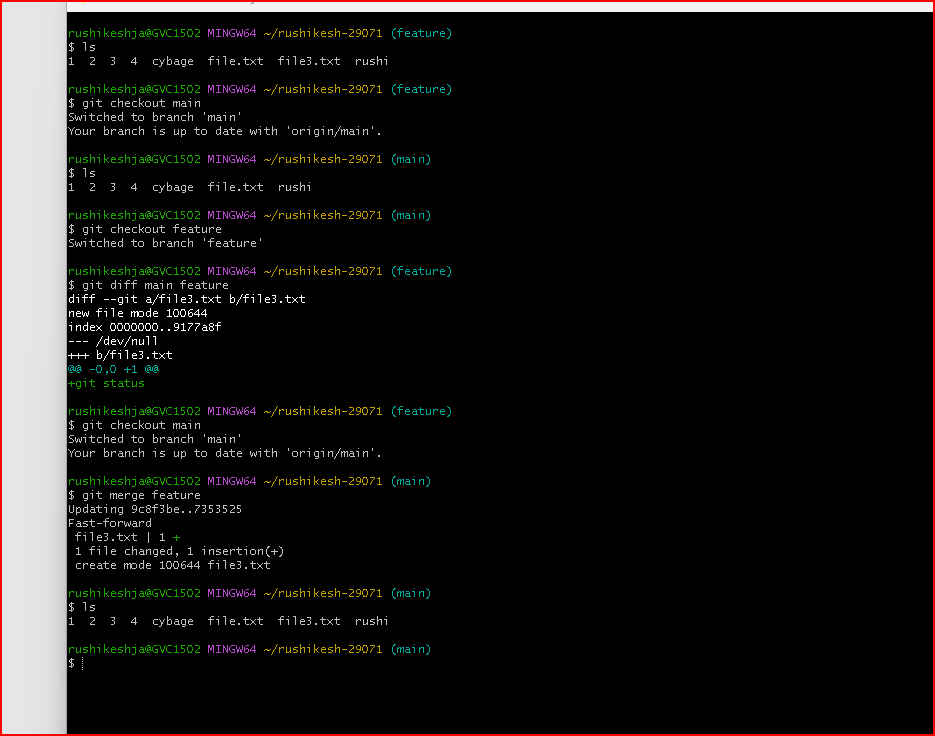 rushikeshja@GVC1502 MINGW64 ~/rushikesh-29071 (feature)
$ ls
1  2  3  4  cybage  file.txt  file3.txt  rushi
rushikeshja@GVC1502 MINGW64 ~/rushikesh-29071 (feature)
$ git checkout main
Switched to branch 'main'
Your branch is up to date with 'origin/main'.
rushikeshja@GVC1502 MINGW64 ~/rushikesh-29071 (main)
$ ls
1  2  3  4  cybage  file.txt  rushi
rushikeshja@GVC1502 MINGW64 ~/rushikesh-29071 (main)
$ git checkout feature
Switched to branch 'feature'
rushikeshja@GVC1502 MINGW64 ~/rushikesh-29071 (feature)
$ git diff main feature
diff --git a/file3.txt b/file3.txt
new file mode 100644
index 0000000..9177a8f
--- /dev/null
+++ b/file3.txt
@@ -0,0 +1 @@
+git status
rushikeshja@GVC1502 MINGW64 ~/rushikesh-29071 (feature)
$ git checkout main
Switched to branch 'main'
Your branch is up to date with 'origin/main'.
rushikeshja@GVC1502 MINGW64 ~/rushikesh-29071 (main)
$ git merge feature
Updating 9c8f3be..7353525
Fast-forward
 file3.txt | 1 +
 1 file changed, 1 insertion(+)
 create mode 100644 file3.txt
rushikeshja@GVC1502 MINGW64 ~/rushikesh-29071 (main)
$ ls
1  2  3  4  cybage  file.txt  file3.txt  rushi
rushikeshja@GVC1502 MINGW64 ~/rushikesh-29071 (main)
$